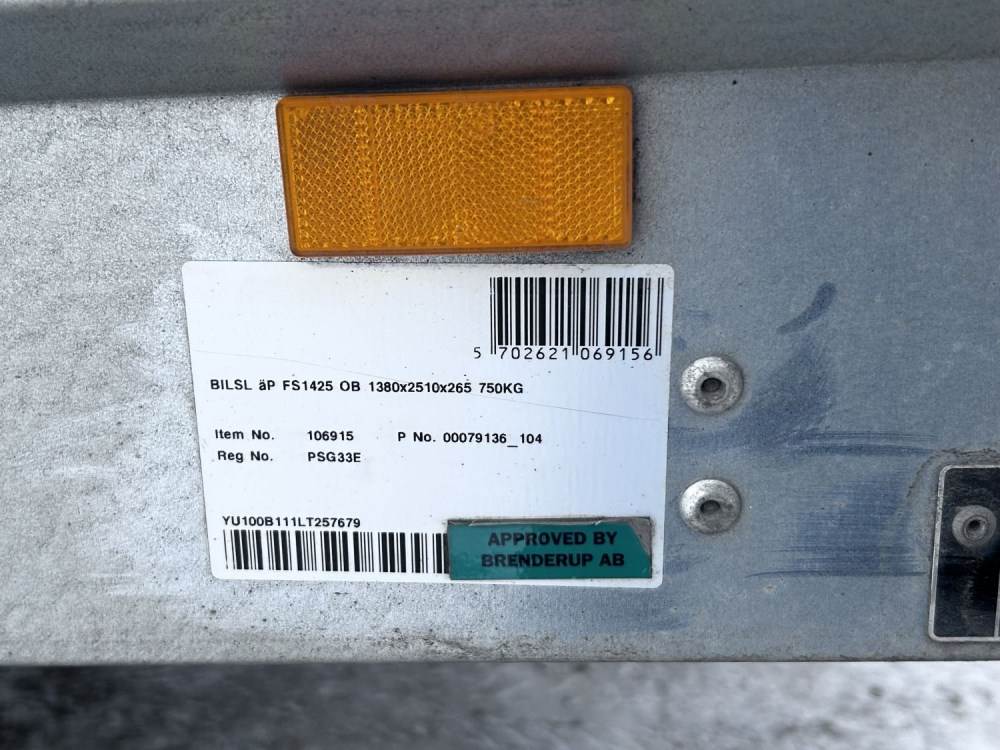 5 702621 069156
BILSL äP FS1425 OB 1380x2510x265 750KG
Item No. 106915 P No. 00079136_104
Reg No. PSG33E
YU100B111LT257679
APPROVED BY
BRENDERUP AB